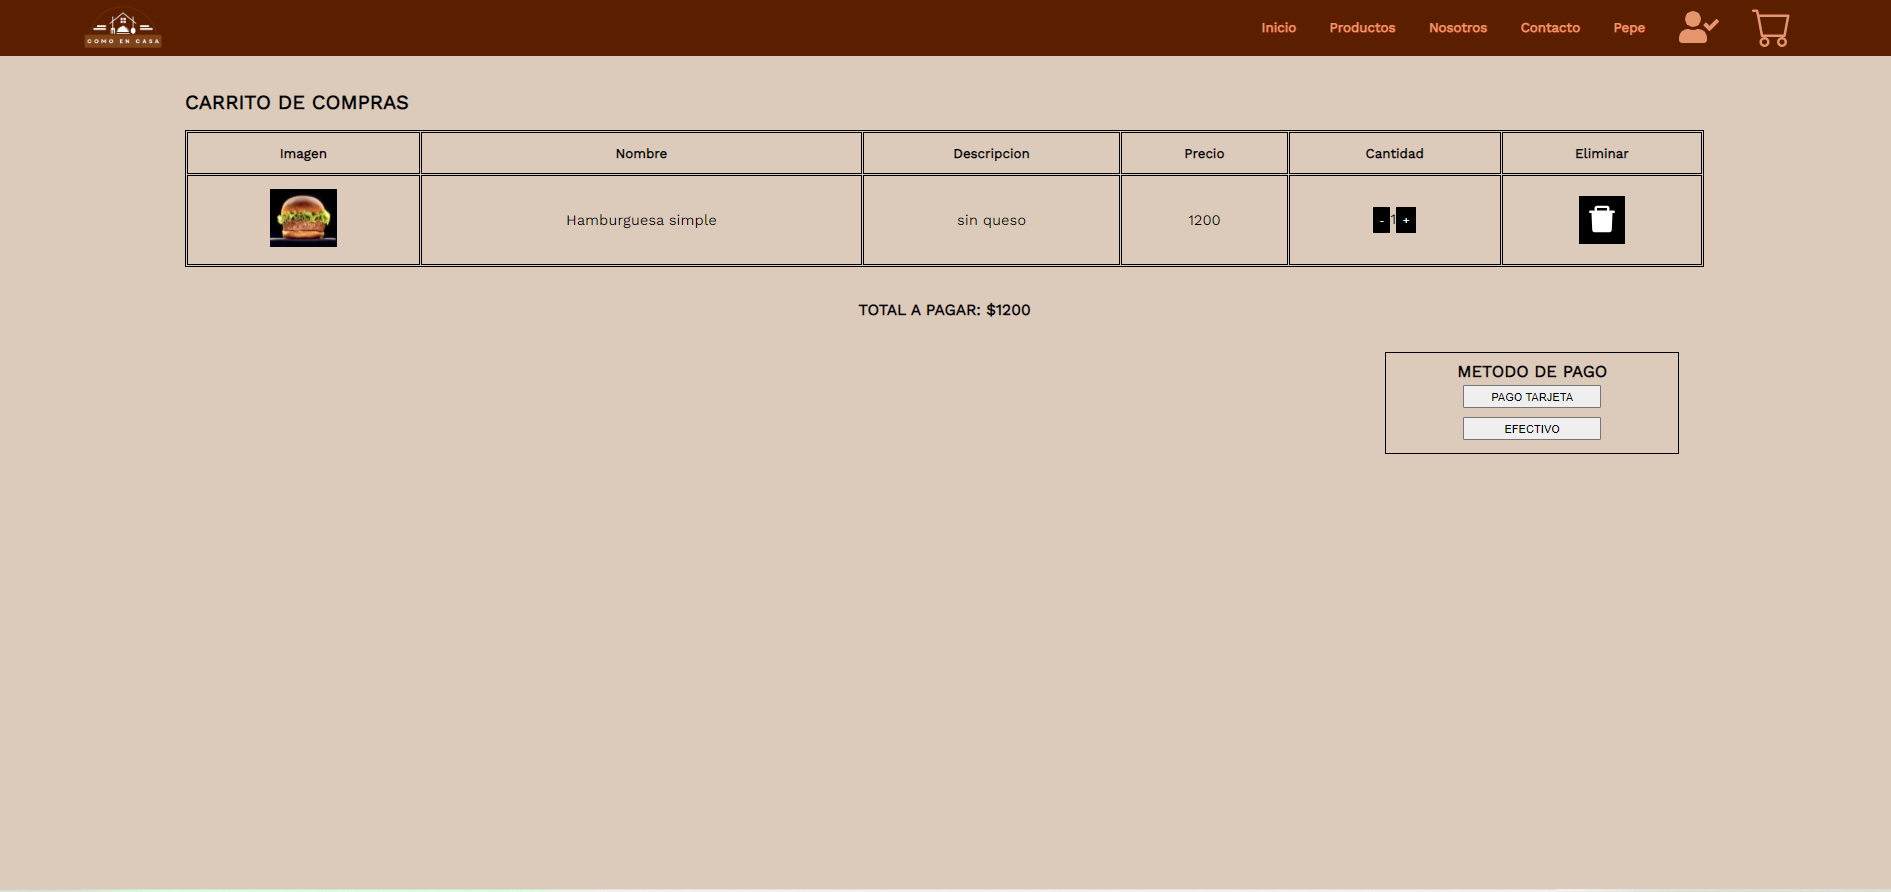 COMO EN CASA
Inicio Productos Nosotros Contacto Pepe
CARRITO DE COMPRAS
Imagen Nombre Descripcion Precio Cantidad Eliminar
Hamburguesa simple sin queso 1200 - 1 +
TOTAL A PAGAR: $1200
METODO DE PAGO
PAGO TARJETA
EFECTIVO